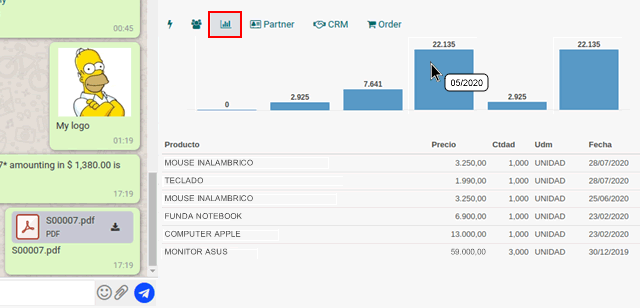 00:45
My logo
01:19
7* amounting in $ 1,380.00 is
17:19
S00007.pdf
PDF
S00007.pdf
17:19
Partner CRM Order
0 2.925 7.641 22.135 2.925 22.135
05/2020
Producto Precio Ctdad Udm Fecha
MOUSE INALAMBRICO 3.250,00 1,000 UNIDAD 28/07/2020
TECLADO 1.990,00 1,000 UNIDAD 28/07/2020
MOUSE INALAMBRICO 3.250,00 1,000 UNIDAD 25/06/2020
FUNDA NOTEBOOK 6.900,00 1,000 UNIDAD 23/02/2020
COMPUTER APPLE 13.000,00 1,000 UNIDAD 23/02/2020
MONITOR ASUS 59.000,00 3,000 UNIDAD 30/12/2019